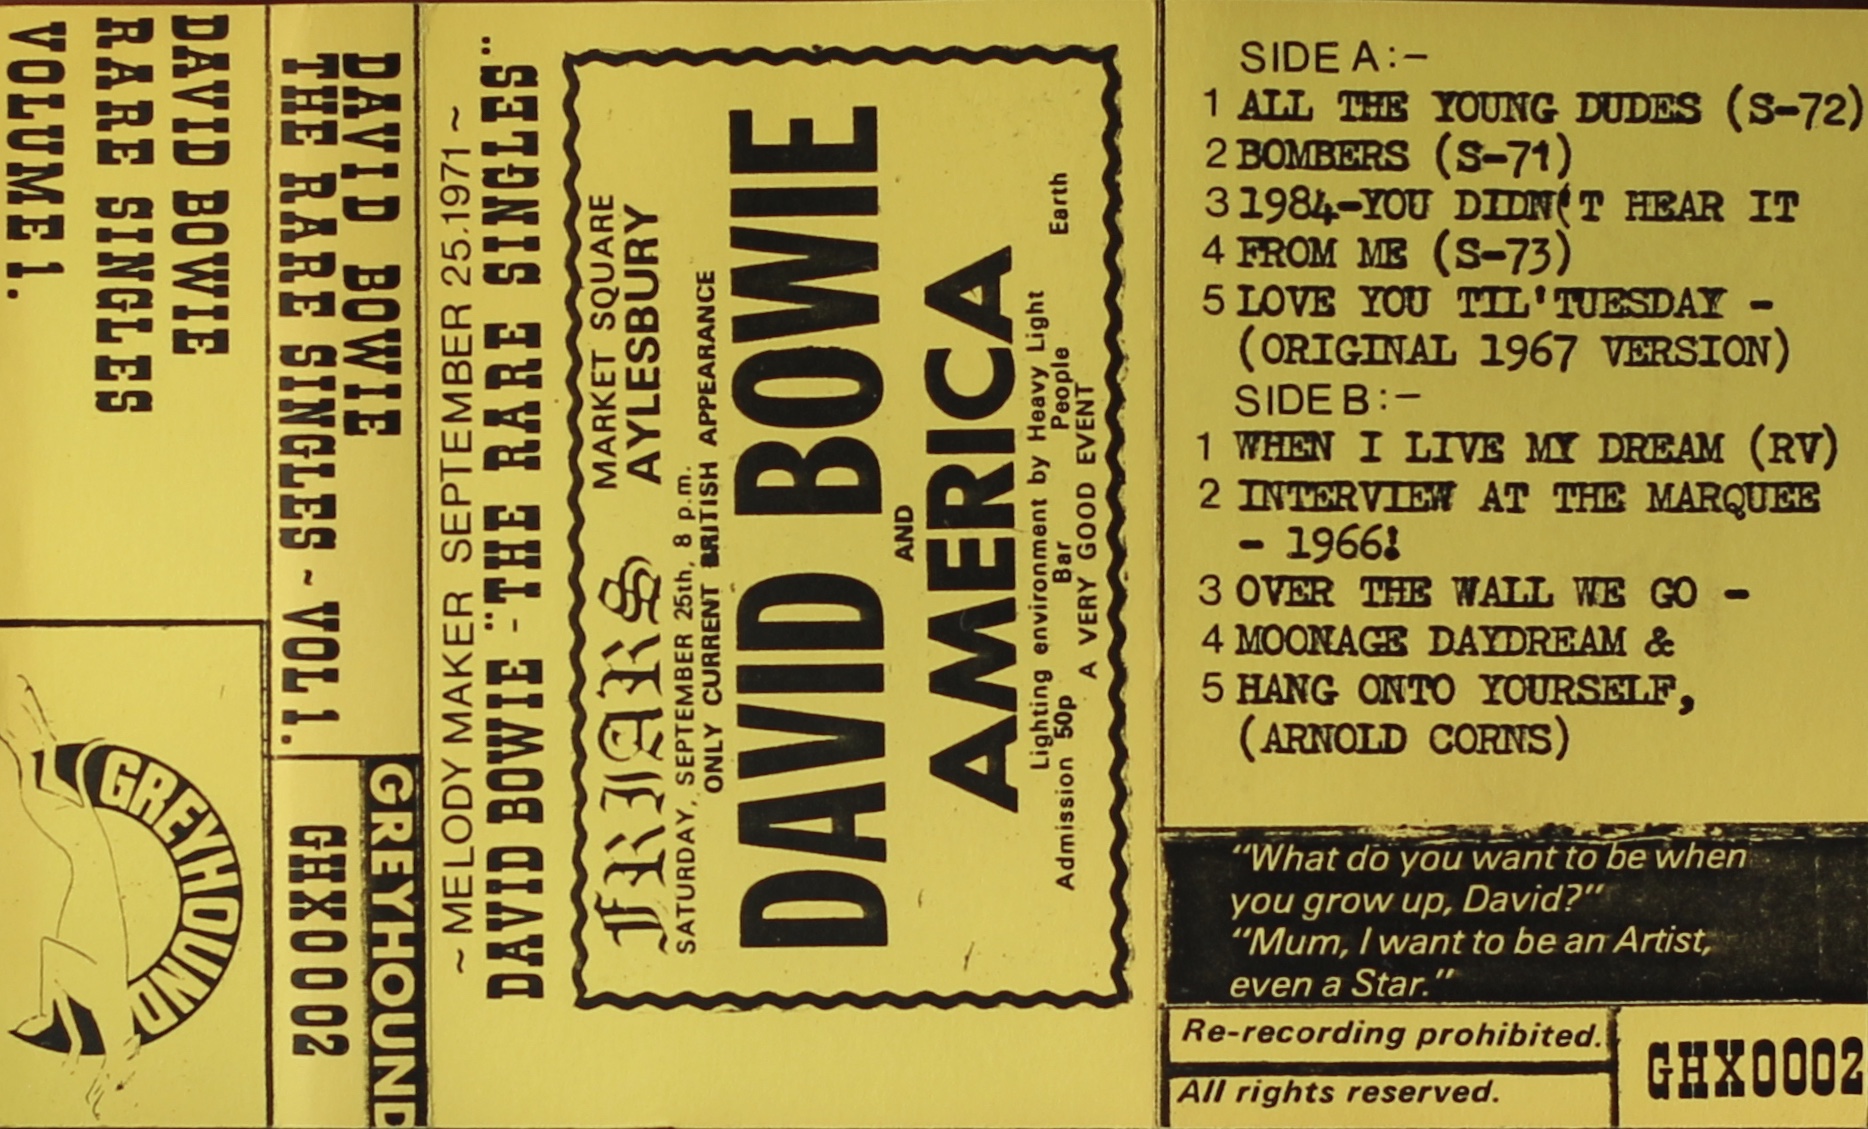 DAVID BOWIE
RARE SINGLES
VOLUME 1.
GREYHOUND
DAVID BOWIE
THE RARE SINGLES ~ VOL 1.
GREYHOUND
GHX0002
~MELODY MAKER SEPTEMBER 25.1971~
DAVID BOWIE - "THE RARE SINGLES"
FRIARS MARKET SQUARE
AYLESBURY
SATURDAY, SEPTEMBER 25th, 8 p.m.
ONLY CURRENT BRITISH APPEARANCE
DAVID BOWIE
AND
AMERICA
Lighting environment by Heavy Light
Admission 50p Bar People Earth
A VERY GOOD EVENT
SIDE A:-
1 ALL THE YOUNG DUDES (S-72)
2 BOMBERS (S-71)
3 1984-YOU DIDN(T HEAR IT
4 FROM ME (S-73)
5 LOVE YOU TIL'TUESDAY -
(ORIGINAL 1967 VERSION)
SIDE B:-
1 WHEN I LIVE MY DREAM (RV)
2 INTERVIEW AT THE MARQUEE
- 1966!
3 OVER THE WALL WE GO -
4 MOONAGE DAYDREAM &
5 HANG ONTO YOURSELF,
(ARNOLD CORNS)
"What do you want to be when
you grow up, David?"
"Mum, I want to be an Artist,
even a Star."
Re-recording prohibited.
All rights reserved.
GHX0002